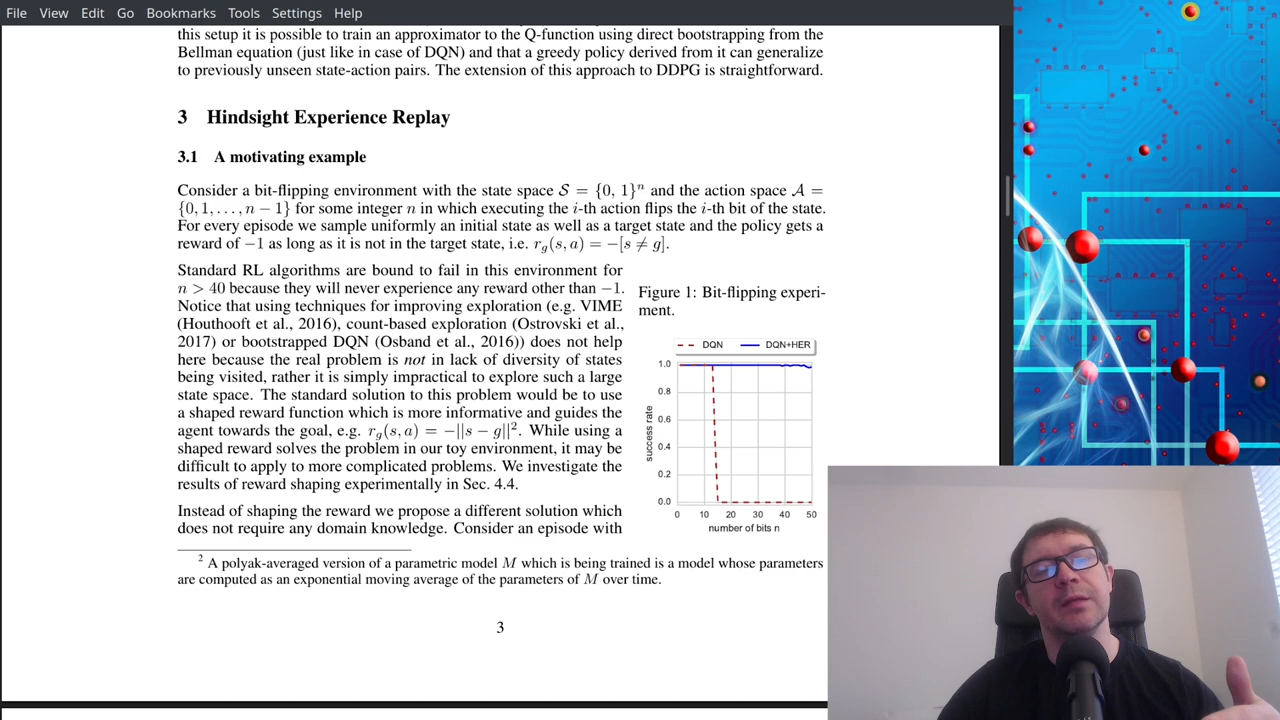 File View Edit Go Bookmarks Tools Settings Help
this setup it is possible to train an approximator to the Q-function using direct bootstrapping from the
Bellman equation (just like in case of DQN) and that a greedy policy derived from it can generalize
to previously unseen state-action pairs. The extension of this approach to DDPG is straightforward.
3 Hindsight Experience Replay
3.1 A motivating example
Consider a bit-flipping environment with the state space S = {0, 1}ⁿ and the action space A =
{0, 1, . . . , n − 1} for some integer n in which executing the i-th action flips the i-th bit of the state.
For every episode we sample uniformly an initial state as well as a target state and the policy gets a
reward of −1 as long as it is not in the target state, i.e. r_g(s, a) = −[s ≠ g].
Standard RL algorithms are bound to fail in this environment for
n > 40 because they will never experience any reward other than −1.
Notice that using techniques for improving exploration (e.g. VIME
(Houthooft et al., 2016), count-based exploration (Ostrovski et al.,
2017) or bootstrapped DQN (Osband et al., 2016)) does not help
here because the real problem is not in lack of diversity of states
being visited, rather it is simply impractical to explore such a large
state space. The standard solution to this problem would be to use
a shaped reward function which is more informative and guides the
agent towards the goal, e.g. r_g(s, a) = −||s − g||². While using a
shaped reward solves the problem in our toy environment, it may be
difficult to apply to more complicated problems. We investigate the
results of reward shaping experimentally in Sec. 4.4.
Instead of shaping the reward we propose a different solution which
does not require any domain knowledge. Consider an episode with
Figure 1: Bit-flipping experi-
ment.
DQN DQN+HER
1.0
0.8
0.6
0.4
0.2
0.0
success rate
0 10 20 30 40 50
number of bits n
² A polyak-averaged version of a parametric model M which is being trained is a model whose parameters
are computed as an exponential moving average of the parameters of M over time.
3